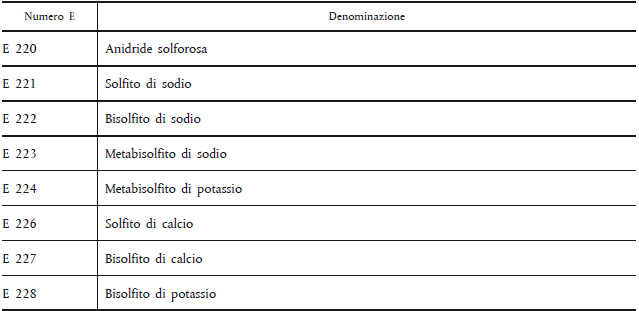 Numero E Denominazione
E 220 Anidride solforosa
E 221 Solfito di sodio
E 222 Bisolfito di sodio
E 223 Metabisolfito di sodio
E 224 Metabisolfito di potassio
E 226 Solfito di calcio
E 227 Bisolfito di calcio
E 228 Bisolfito di potassio